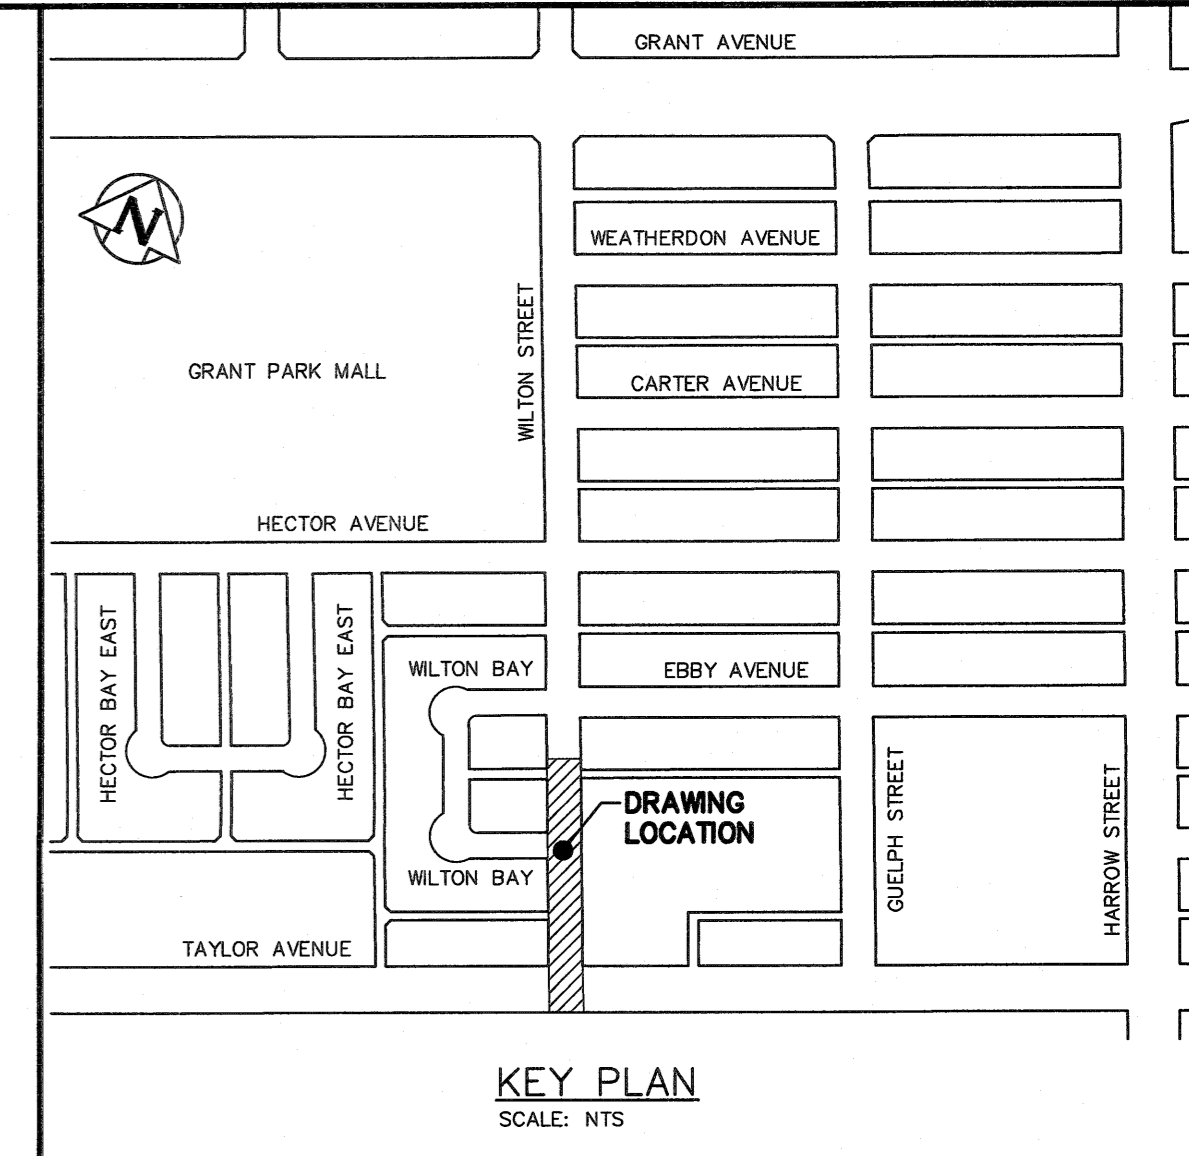 GRANT AVENUE
N
WEATHERDON AVENUE
WILTON STREET
GRANT PARK MALL
CARTER AVENUE
HECTOR AVENUE
HECTOR BAY EAST
HECTOR BAY EAST
WILTON BAY
EBBY AVENUE
DRAWING
LOCATION
GUELPH STREET
HARROW STREET
WILTON BAY
TAYLOR AVENUE
KEY PLAN
SCALE: NTS